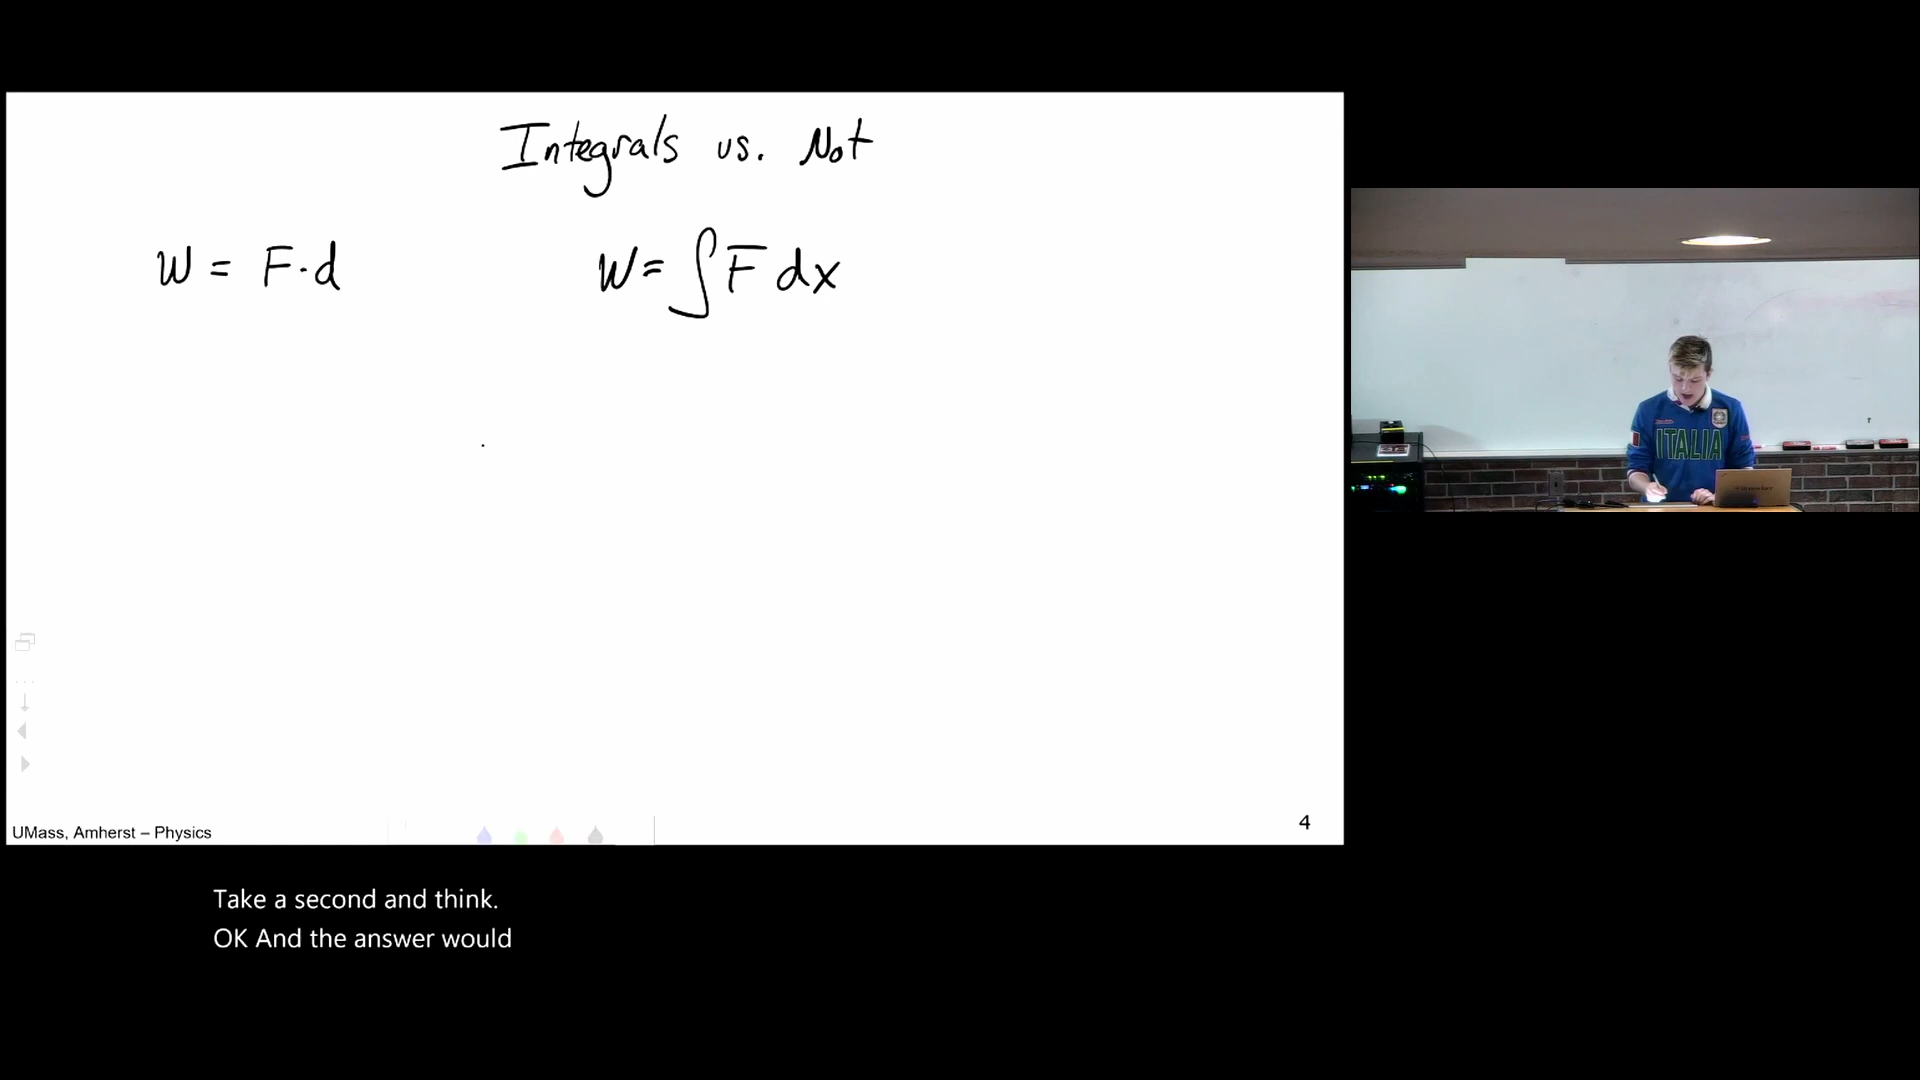 Integrals vs. Not
W = F·d
W = ∫F dx
ITALIA
UMass, Amherst – Physics
4
Take a second and think.
OK And the answer would